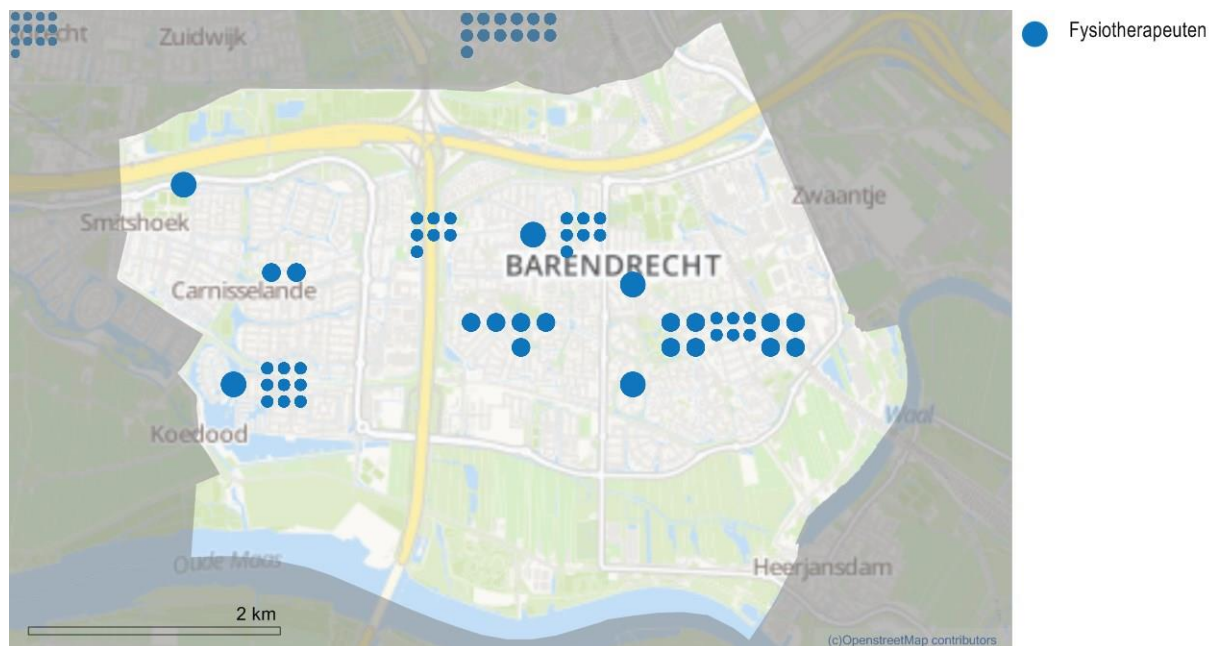 Zuidwijk
Fysiotherapeuten
Zwaantje
Smitshoek
BARENDRECHT
Carnisselande
Koedood
Waal
Oude Maas
Heerjansdam
2 km
(c)OpenstreetMap contributors